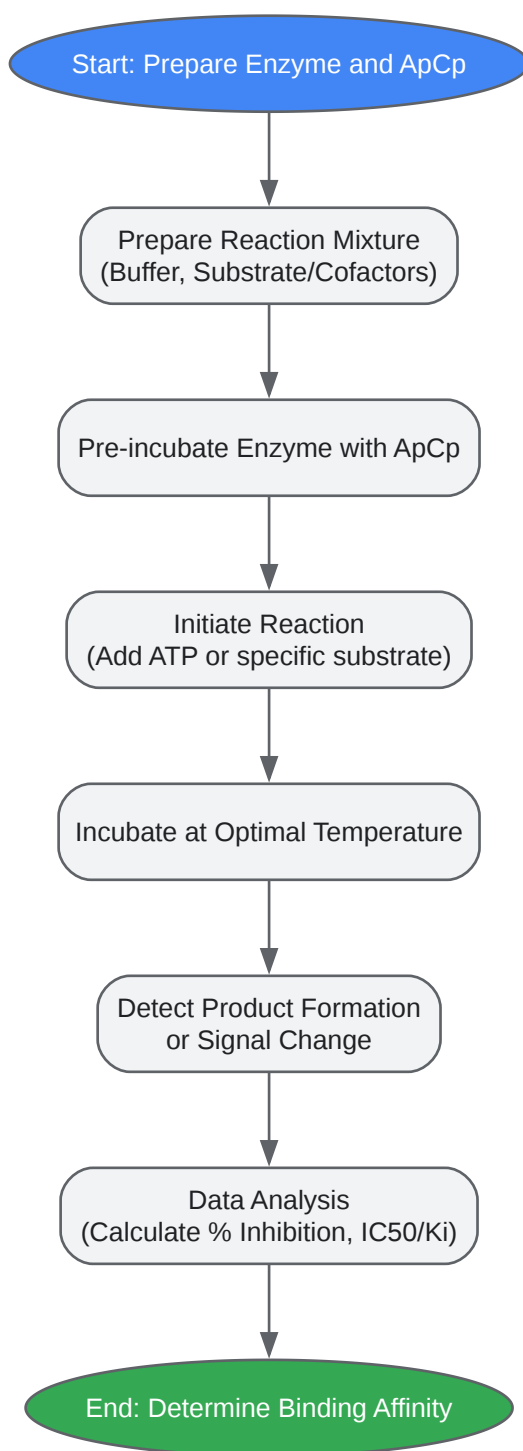 Start: Prepare Enzyme and ApCp
Prepare Reaction Mixture
(Buffer, Substrate/Cofactors)
Pre-incubate Enzyme with ApCp
Initiate Reaction
(Add ATP or specific substrate)
Incubate at Optimal Temperature
Detect Product Formation
or Signal Change
Data Analysis
(Calculate % Inhibition, IC50/Ki)
End: Determine Binding Affinity